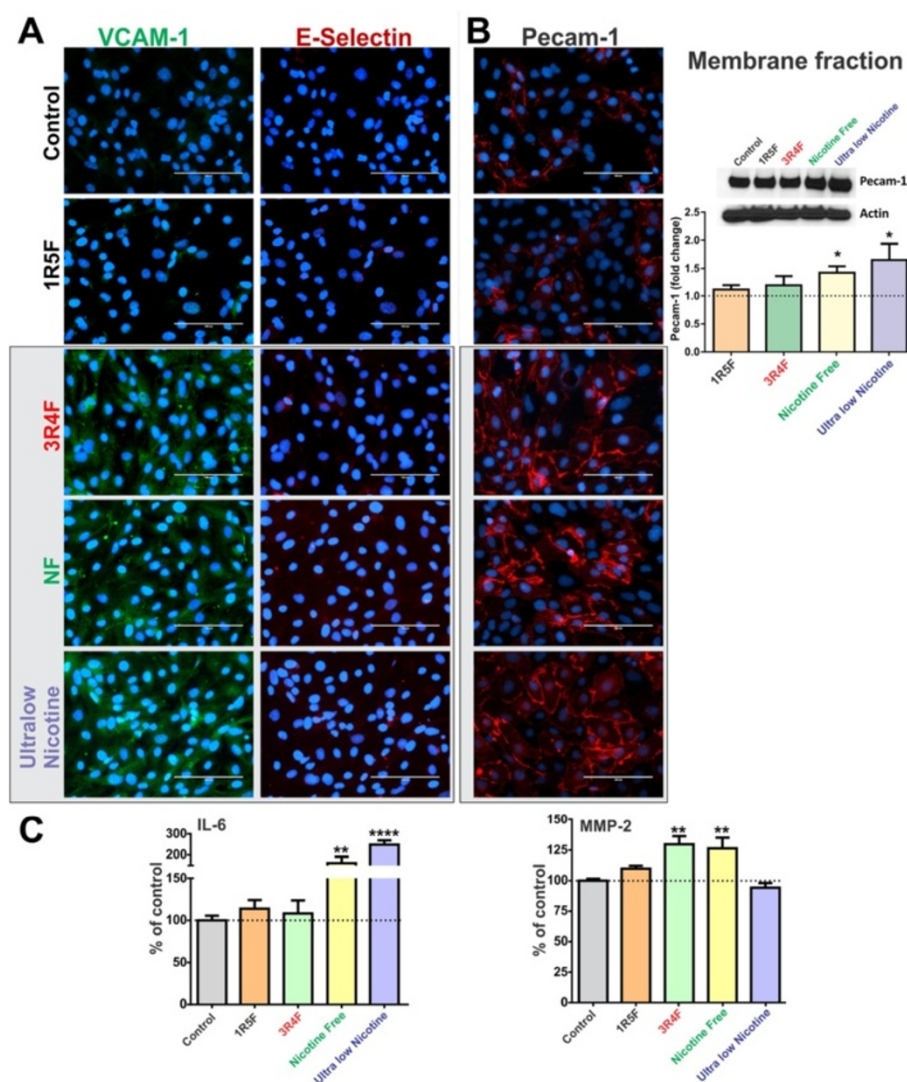 A
VCAM-1
E-Selectin
B
Pecam-1
Membrane fraction
Control
1R5F
3R4F
NF
Ultralow
Nicotine
Control
1R5F
3R4F
Nicotine Free
Ultra low Nicotine
Pecam-1
Actin
Pecam-1 (fold change)
2.5
2.0
1.5
1.0
0.5
*
*
1R5F
3R4F
Nicotine Free
Ultra low Nicotine
C
IL-6
% of control
300
200
150
100
50
0
**
****
Control
1R5F
3R4F
Nicotine Free
Ultra low Nicotine
MMP-2
% of control
150
125
100
75
50
25
0
**
**
Control
1R5F
3R4F
Nicotine Free
Ultra low Nicotine